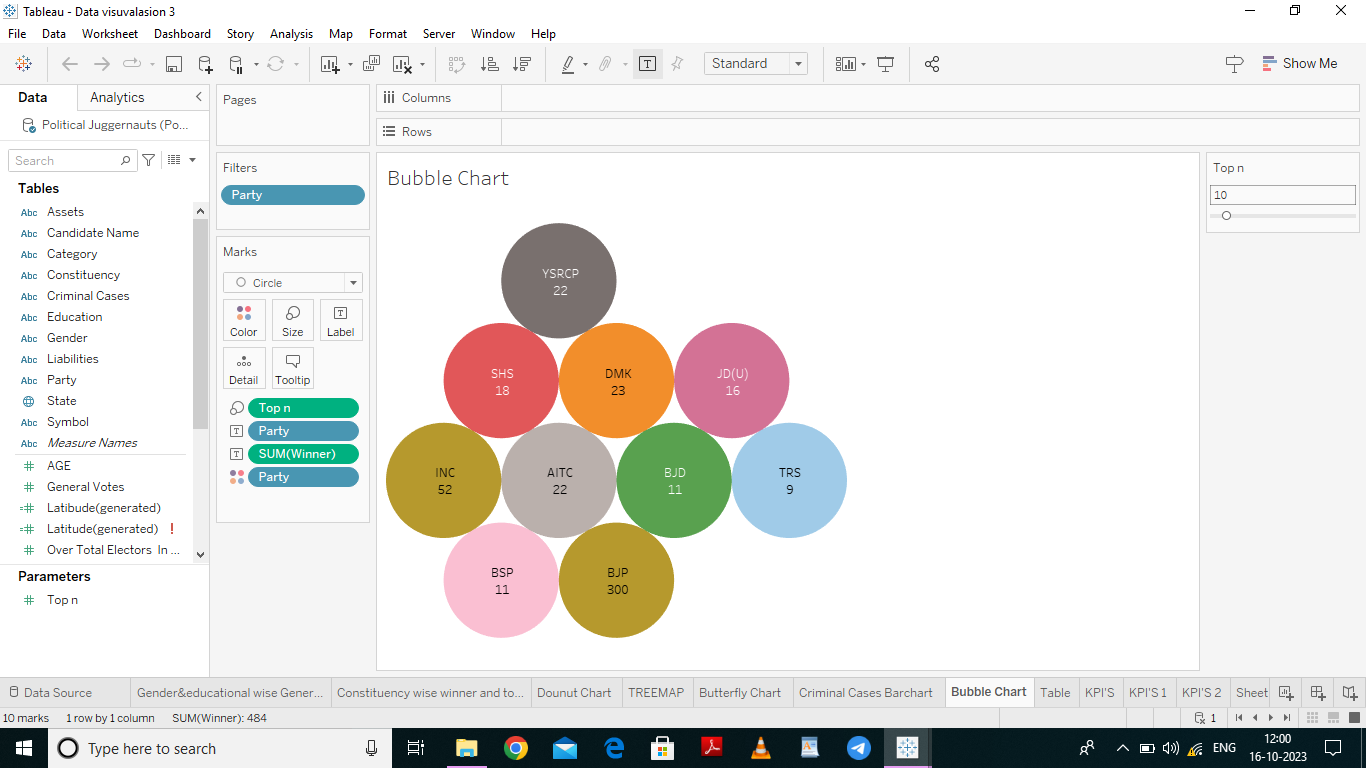 Tableau - Data visuvalasion 3
File Data Worksheet Dashboard Story Analysis Map Format Server Window Help
Standard
Show Me
Data Analytics
Political Juggernauts (Po...
Search
Tables
Abc Assets
Abc Candidate Name
Abc Category
Abc Constituency
Abc Criminal Cases
Abc Education
Abc Gender
Abc Liabilities
Abc Party
State
Abc Symbol
Abc Measure Names
# AGE
# General Votes
=# Latibude(generated)
=# Latitude(generated) !
# Over Total Electors In ...
Parameters
# Top n
Pages
Filters
Party
Marks
Circle
Color Size Label
Detail Tooltip
Top n
Party
SUM(Winner)
Party
Columns
Rows
Bubble Chart
YSRCP
22
SHS
18
DMK
23
JD(U)
16
INC
52
AITC
22
BJD
11
TRS
9
BSP
11
BJP
300
Top n
10
Data Source Gender&educational wise Gener... Constituency wise winner and to... Dounut Chart TREEMAP Butterfly Chart Criminal Cases Barchart Bubble Chart Table KPI'S KPI'S 1 KPI'S 2 Sheet
10 marks 1 row by 1 column SUM(Winner): 484
1
Type here to search
ENG
12:00
16-10-2023